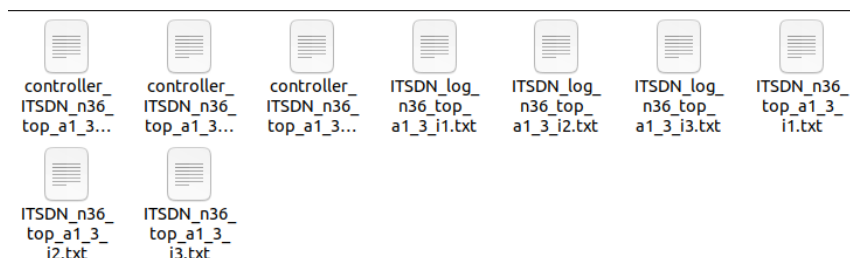 controller_
ITSDN_n36_
top_a1_3...
controller_
ITSDN_n36_
top_a1_3...
controller_
ITSDN_n36_
top_a1_3...
ITSDN_log_
n36_top_
a1_3_i1.txt
ITSDN_log_
n36_top_
a1_3_i2.txt
ITSDN_log_
n36_top_
a1_3_i3.txt
ITSDN_n36_
top_a1_3_
i1.txt
ITSDN_n36_
top_a1_3_
i2.txt
ITSDN_n36_
top_a1_3_
i3.txt